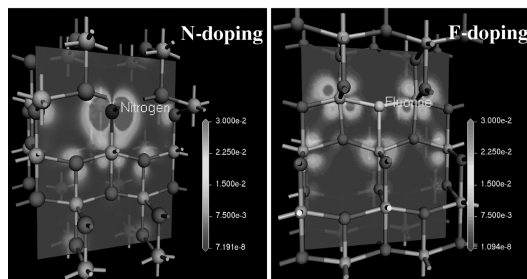 N-doping
Nitrogen
3.000e-2
2.250e-2
1.500e-2
7.500e-3
7.191e-8
F-doping
Fluorine
3.000e-2
2.250e-2
1.500e-2
7.500e-3
1.094e-8